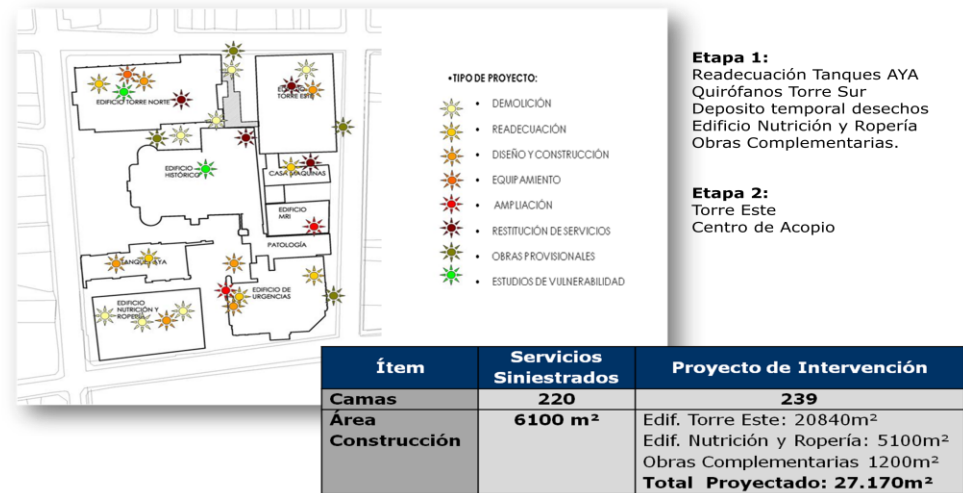 EDIFICIO TORRE NORTE
EDIFICIO
TORRE ESTE
EDIFICIO
HISTÓRICO
CASA MAQUINAS
EDIFICIO
MRI
PATOLOGÍA
TANQUE AYA
EDIFICIO
NUTRICIÓN Y
ROPERÍA
EDIFICIO DE
URGENCIAS
•TIPO DE PROYECTO:
• DEMOLICIÓN
• READECUACIÓN
• DISEÑO Y CONSTRUCCIÓN
• EQUIPAMIENTO
• AMPLIACIÓN
• RESTITUCIÓN DE SERVICIOS
• OBRAS PROVISIONALES
• ESTUDIOS DE VULNERABILIDAD
Etapa 1:
Readecuación Tanques AYA
Quirófanos Torre Sur
Deposito temporal desechos
Edificio Nutrición y Ropería
Obras Complementarias.
Etapa 2:
Torre Este
Centro de Acopio
Ítem Servicios Siniestrados Proyecto de Intervención
Camas 220 239
Área Construcción 6100 m² Edif. Torre Este: 20840m²
Edif. Nutrición y Ropería: 5100m²
Obras Complementarias 1200m²
Total Proyectado: 27.170m²